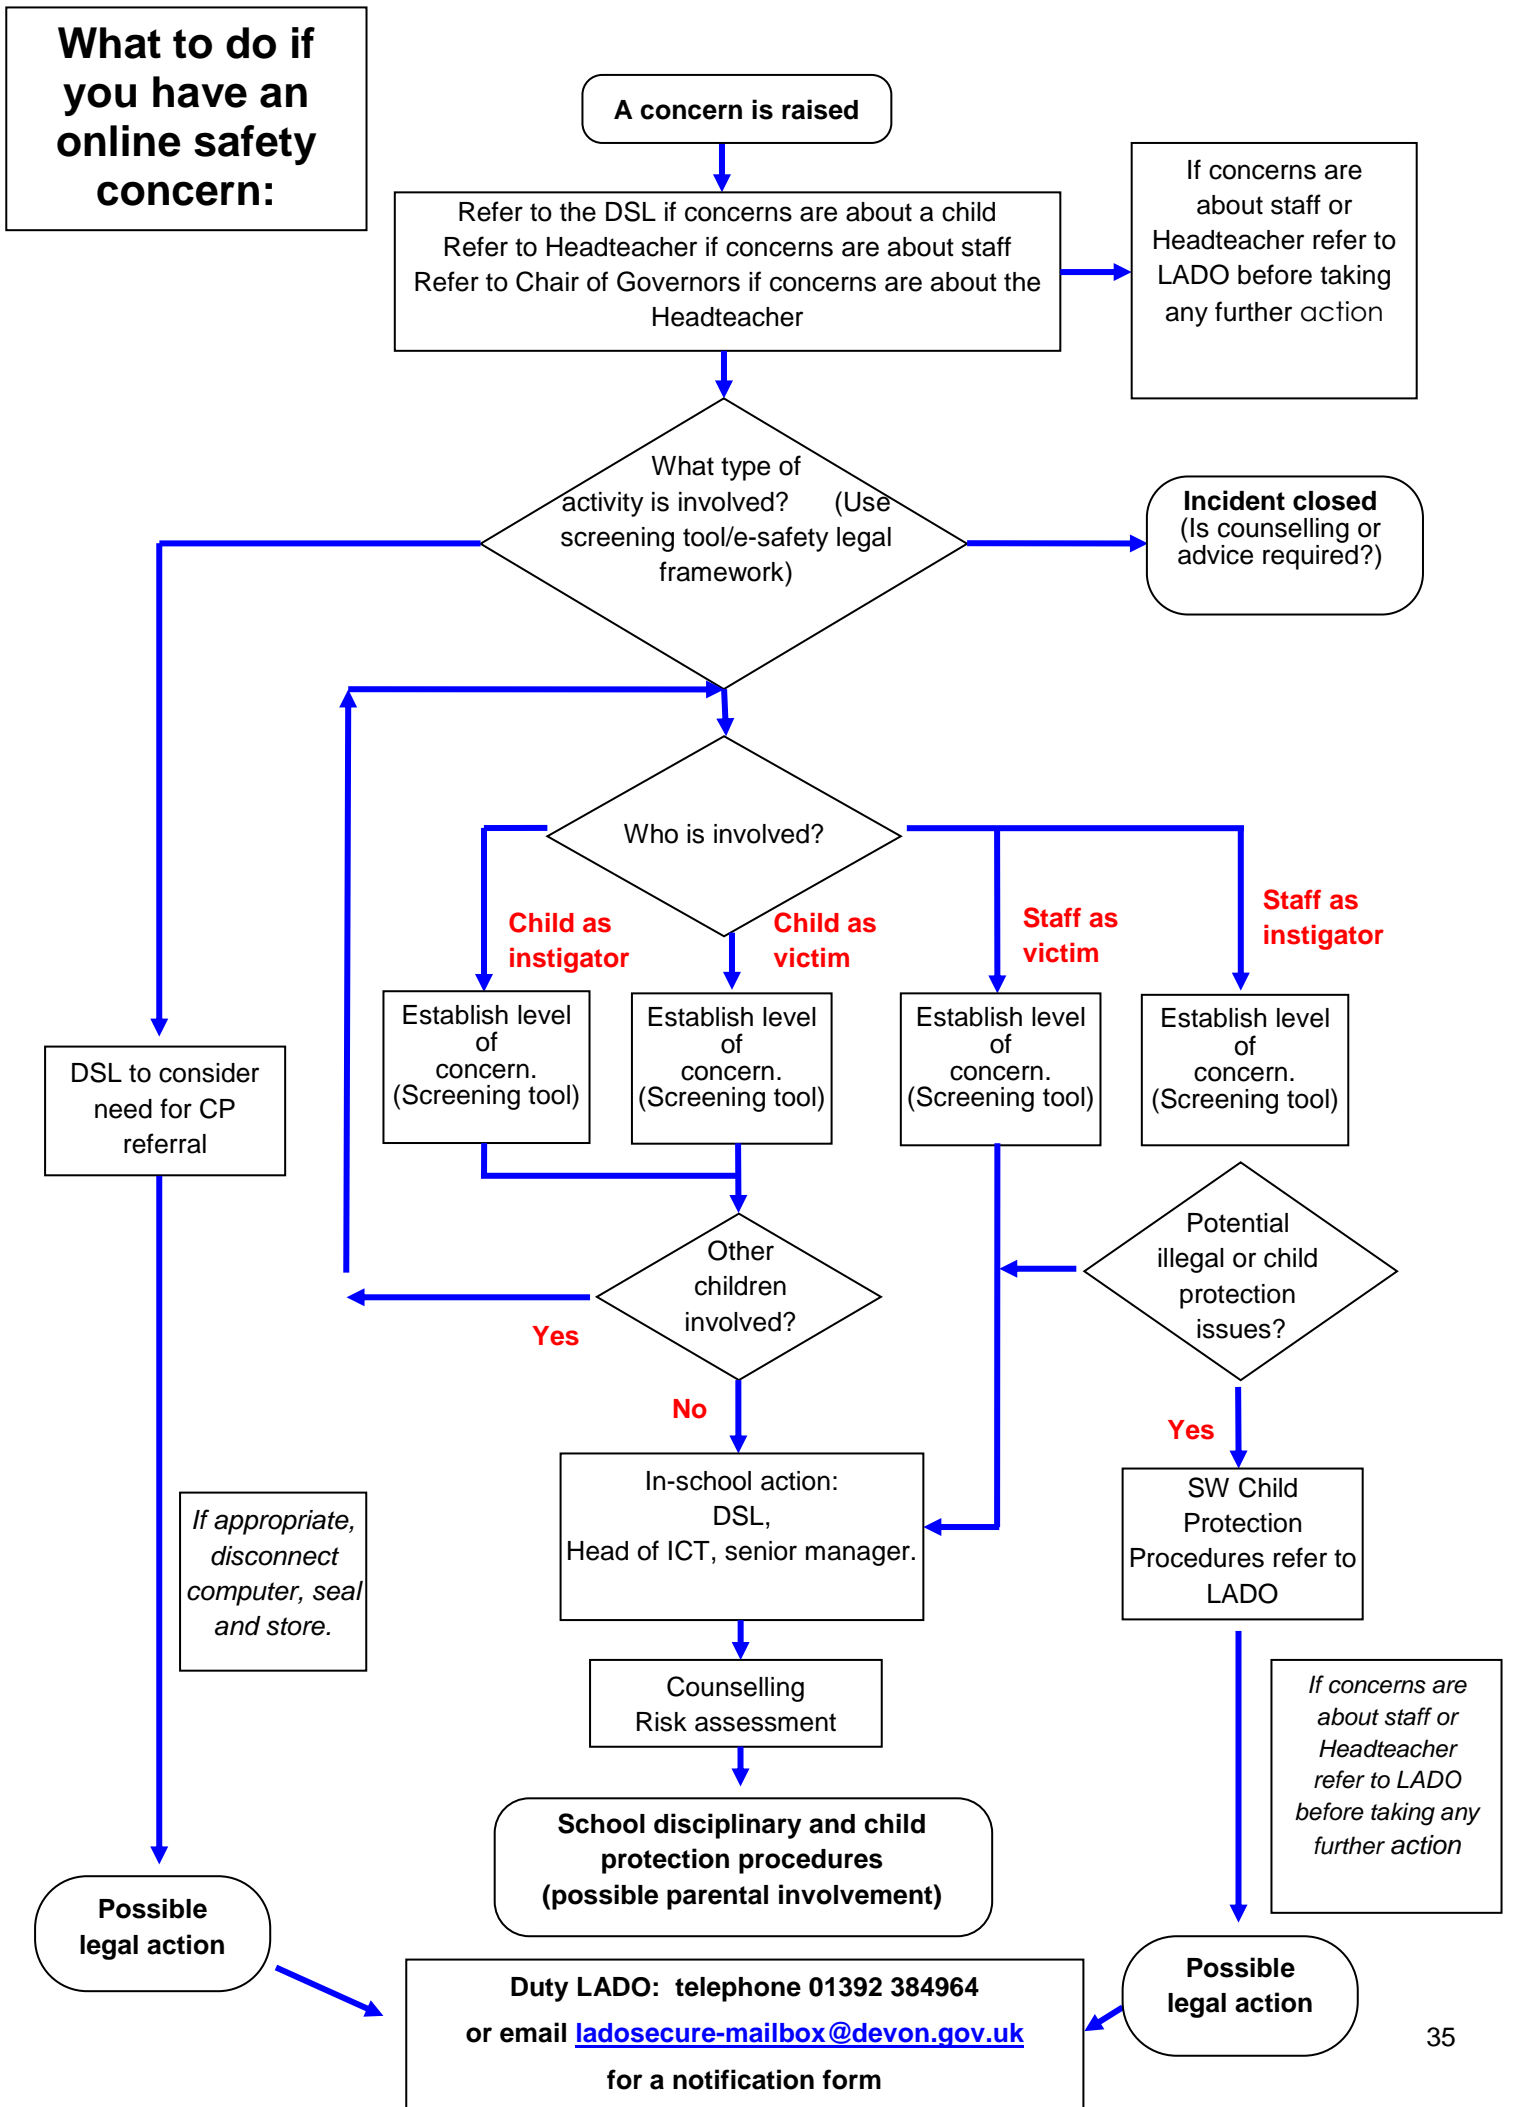 What to do if
you have an
online safety
concern:
A concern is raised
Refer to the DSL if concerns are about a child
Refer to Headteacher if concerns are about staff
Refer to Chair of Governors if concerns are about the
Headteacher
If concerns are
about staff or
Headteacher refer to
LADO before taking
any further action
What type of
activity is involved? (Use
screening tool/e-safety legal
framework)
Incident closed
(Is counselling or
advice required?)
Who is involved?
Child as
instigator
Child as
victim
Staff as
victim
Staff as
instigator
Establish level
of
concern.
(Screening tool)
Establish level
of
concern.
(Screening tool)
Establish level
of
concern.
(Screening tool)
Establish level
of
concern.
(Screening tool)
DSL to consider
need for CP
referral
Other
children
involved?
Potential
illegal or child
protection
issues?
Yes
No
Yes
In-school action:
DSL,
Head of ICT, senior manager.
SW Child
Protection
Procedures refer to
LADO
If appropriate,
disconnect
computer, seal
and store.
Counselling
Risk assessment
If concerns are
about staff or
Headteacher
refer to LADO
before taking any
further action
School disciplinary and child
protection procedures
(possible parental involvement)
Possible
legal action
Possible
legal action
Duty LADO: telephone 01392 384964
or email ladosecure-mailbox@devon.gov.uk
for a notification form
35